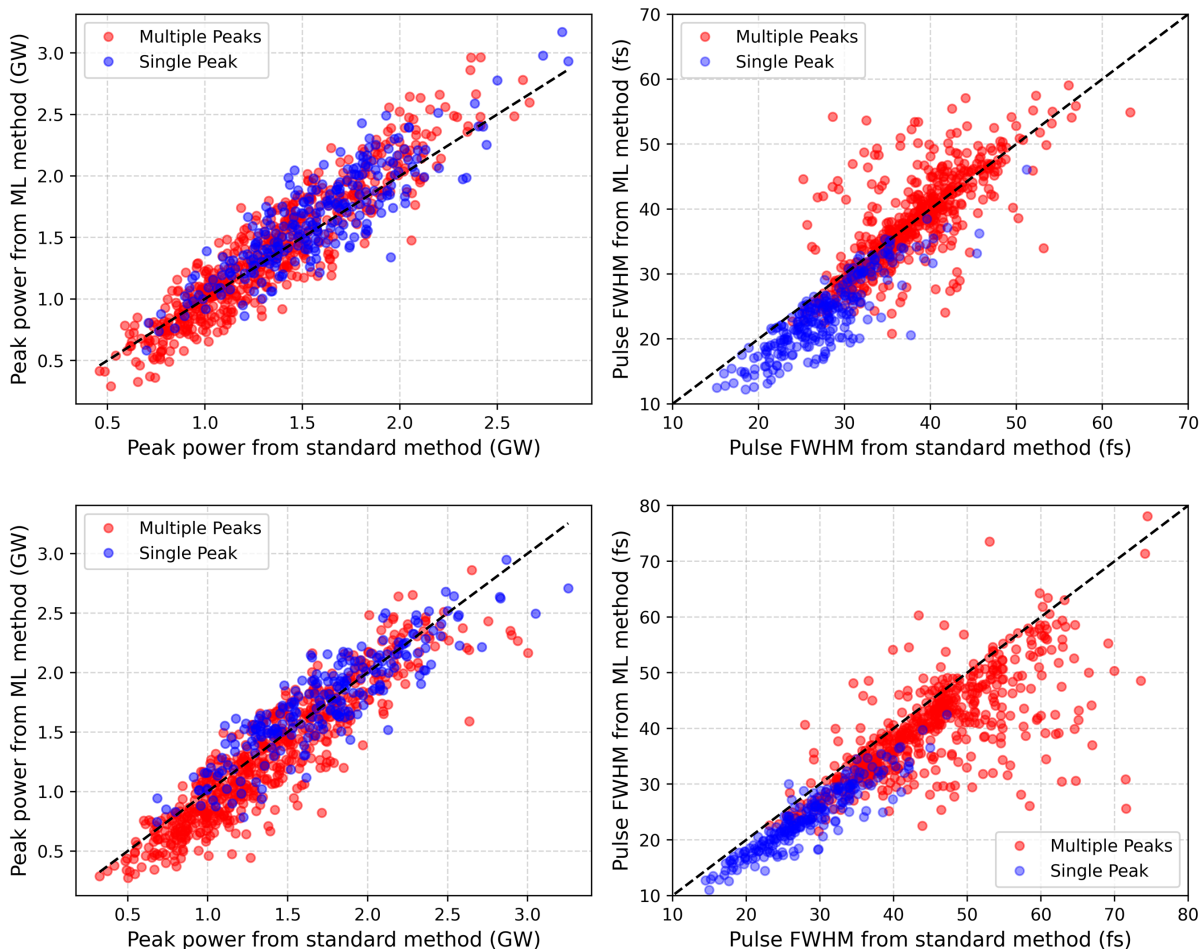 Peak power from ML method (GW)
3.0
2.5
2.0
1.5
1.0
0.5
Multiple Peaks
Single Peak
0.5 1.0 1.5 2.0 2.5
Peak power from standard method (GW)
Pulse FWHM from ML method (fs)
70
60
50
40
30
20
10
Multiple Peaks
Single Peak
10 20 30 40 50 60 70
Pulse FWHM from standard method (fs)
Peak power from ML method (GW)
3.0
2.5
2.0
1.5
1.0
0.5
Multiple Peaks
Single Peak
0.5 1.0 1.5 2.0 2.5 3.0
Peak power from standard method (GW)
Pulse FWHM from ML method (fs)
80
70
60
50
40
30
20
10
Multiple Peaks
Single Peak
10 20 30 40 50 60 70 80
Pulse FWHM from standard method (fs)